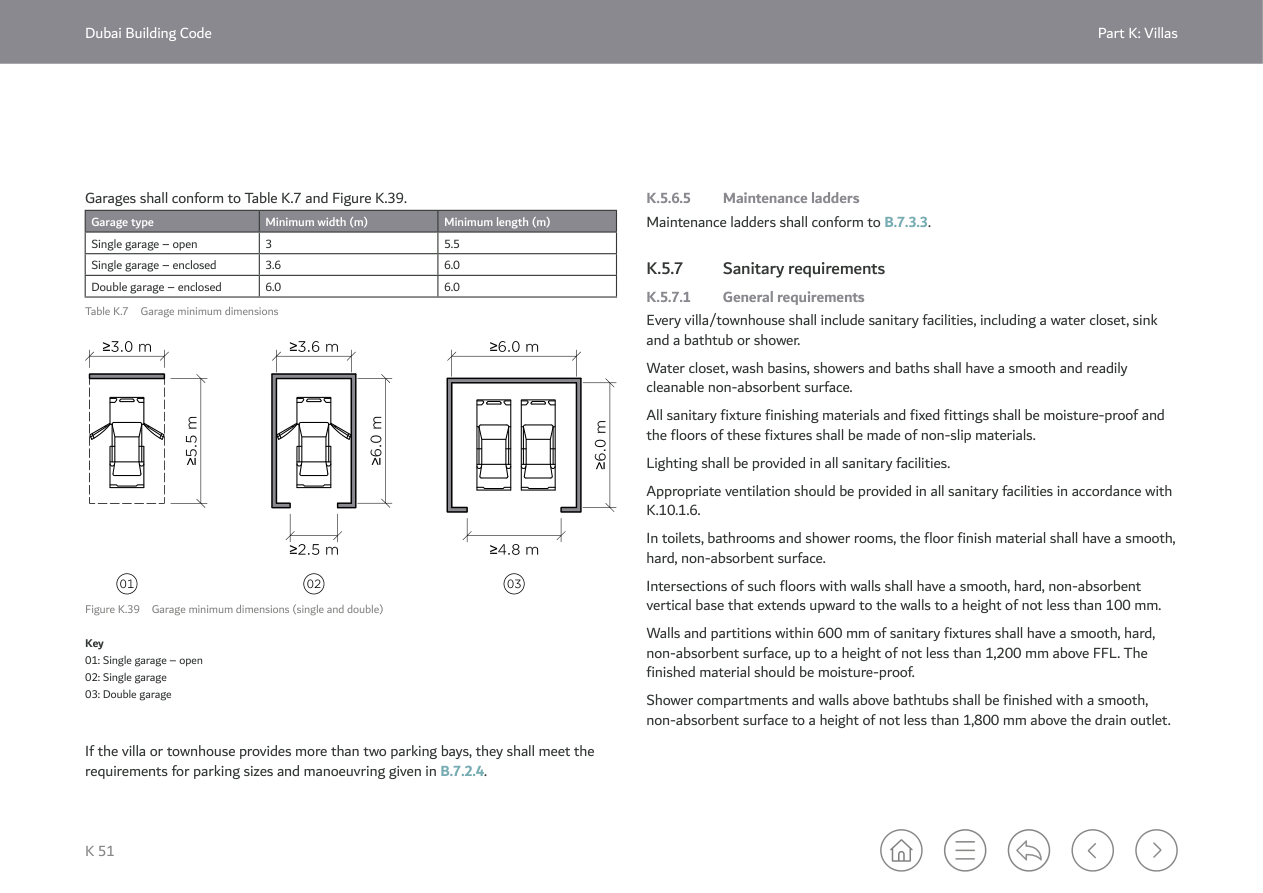 Dubai Building Code
Part K: Villas
Garages shall conform to Table K.7 and Figure K.39.
Garage type Minimum width (m) Minimum length (m)
Single garage – open 3 5.5
Single garage – enclosed 3.6 6.0
Double garage – enclosed 6.0 6.0
Table K.7 Garage minimum dimensions
≥3.0 m ≥3.6 m ≥6.0 m
≥5.5 m ≥6.0 m ≥6.0 m
≥2.5 m ≥4.8 m
01 02 03
Figure K.39 Garage minimum dimensions (single and double)
Key
01: Single garage – open
02: Single garage
03: Double garage
If the villa or townhouse provides more than two parking bays, they shall meet the
requirements for parking sizes and manoeuvring given in B.7.2.4.
K.5.6.5 Maintenance ladders
Maintenance ladders shall conform to B.7.3.3.
K.5.7 Sanitary requirements
K.5.7.1 General requirements
Every villa/townhouse shall include sanitary facilities, including a water closet, sink
and a bathtub or shower.
Water closet, wash basins, showers and baths shall have a smooth and readily
cleanable non-absorbent surface.
All sanitary fixture finishing materials and fixed fittings shall be moisture-proof and
the floors of these fixtures shall be made of non-slip materials.
Lighting shall be provided in all sanitary facilities.
Appropriate ventilation should be provided in all sanitary facilities in accordance with
K.10.1.6.
In toilets, bathrooms and shower rooms, the floor finish material shall have a smooth,
hard, non-absorbent surface.
Intersections of such floors with walls shall have a smooth, hard, non-absorbent
vertical base that extends upward to the walls to a height of not less than 100 mm.
Walls and partitions within 600 mm of sanitary fixtures shall have a smooth, hard,
non-absorbent surface, up to a height of not less than 1,200 mm above FFL. The
finished material should be moisture-proof.
Shower compartments and walls above bathtubs shall be finished with a smooth,
non-absorbent surface to a height of not less than 1,800 mm above the drain outlet.
K 51